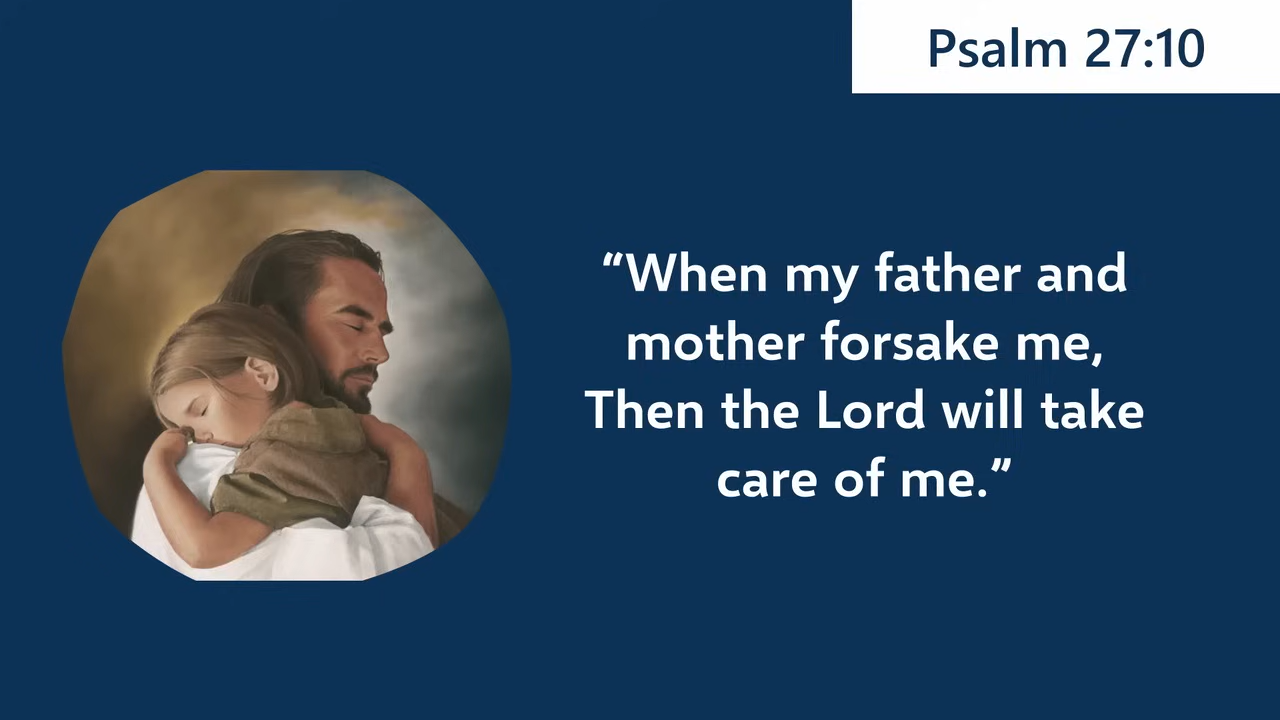 Psalm 27:10
“When my father and
mother forsake me,
Then the Lord will take
care of me.”